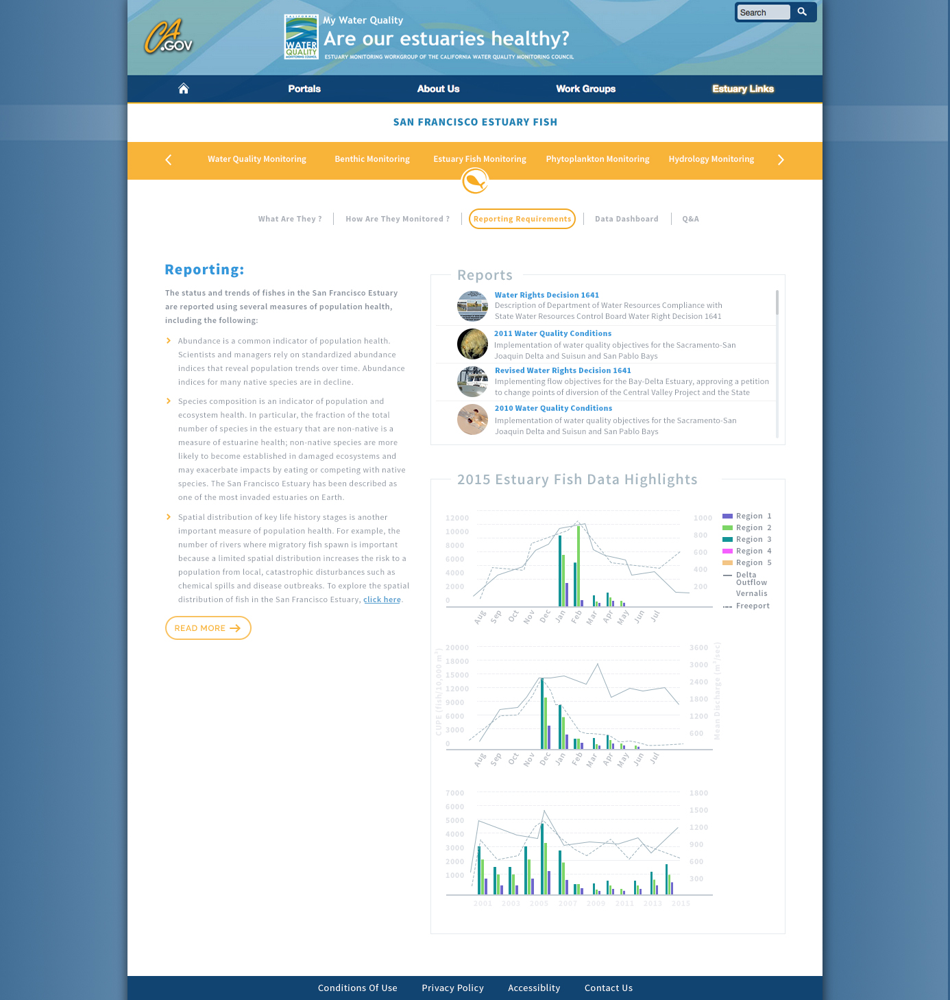 Search
CA.GOV
CALIFORNIA
WATER
QUALITY
MONITORING COUNCIL
My Water Quality
Are our estuaries healthy?
ESTUARY MONITORING WORKGROUP OF THE CALIFORNIA WATER QUALITY MONITORING COUNCIL
Portals About Us Work Groups Estuary Links
SAN FRANCISCO ESTUARY FISH
Water Quality Monitoring Benthic Monitoring Estuary Fish Monitoring Phytoplankton Monitoring Hydrology Monitoring
What Are They ? How Are They Monitored ? Reporting Requirements Data Dashboard Q&A
Reporting:
The status and trends of fishes in the San Francisco Estuary
are reported using several measures of population health,
including the following:
Abundance is a common indicator of population health.
Scientists and managers rely on standardized abundance
indices that reveal population trends over time. Abundance
indices for many native species are in decline.
Species composition is an indicator of population and
ecosystem health. In particular, the fraction of the total
number of species in the estuary that are non-native is a
measure of estuarine health; non-native species are more
likely to become established in damaged ecosystems and
may exacerbate impacts by eating or competing with native
species. The San Francisco Estuary has been described as
one of the most invaded estuaries on Earth.
Spatial distribution of key life history stages is another
important measure of population health. For example, the
number of rivers where migratory fish spawn is important
because a limited spatial distribution increases the risk to a
population from local, catastrophic disturbances such as
chemical spills and disease outbreaks. To explore the spatial
distribution of fish in the San Francisco Estuary, click here.
READ MORE
Reports
Water Rights Decision 1641
Description of Department of Water Resources Compliance with
State Water Resources Control Board Water Right Decision 1641
2011 Water Quality Conditions
Implementation of water quality objectives for the Sacramento-San
Joaquin Delta and Suisun and San Pablo Bays
Revised Water Rights Decision 1641
Implementing flow objectives for the Bay-Delta Estuary, approving a petition
to change points of diversion of the Central Valley Project and the State
2010 Water Quality Conditions
Implementation of water quality objectives for the Sacramento-San
Joaquin Delta and Suisun and San Pablo Bays
2015 Estuary Fish Data Highlights
12000
10000
8000
6000
4000
2000
0
1000
800
600
400
200
Region 1
Region 2
Region 3
Region 4
Region 5
Delta
Outflow
Vernalis
Freeport
Aug Sep Oct Nov Dec Jan Feb Mar Apr May Jun Jul
CUPE (fish/10,000 m³)
20000
18000
15000
12000
9000
6000
3000
0
3600
3000
2400
1800
1200
600
Mean Discharge (m³/sec)
Aug Sep Oct Nov Dec Jan Feb Mar Apr May Jun Jul
7000
6000
5000
4000
3000
2000
1000
1800
1500
1200
900
600
300
2001 2003 2005 2007 2009 2011 2013 2015
Conditions Of Use Privacy Policy Accessiblity Contact Us